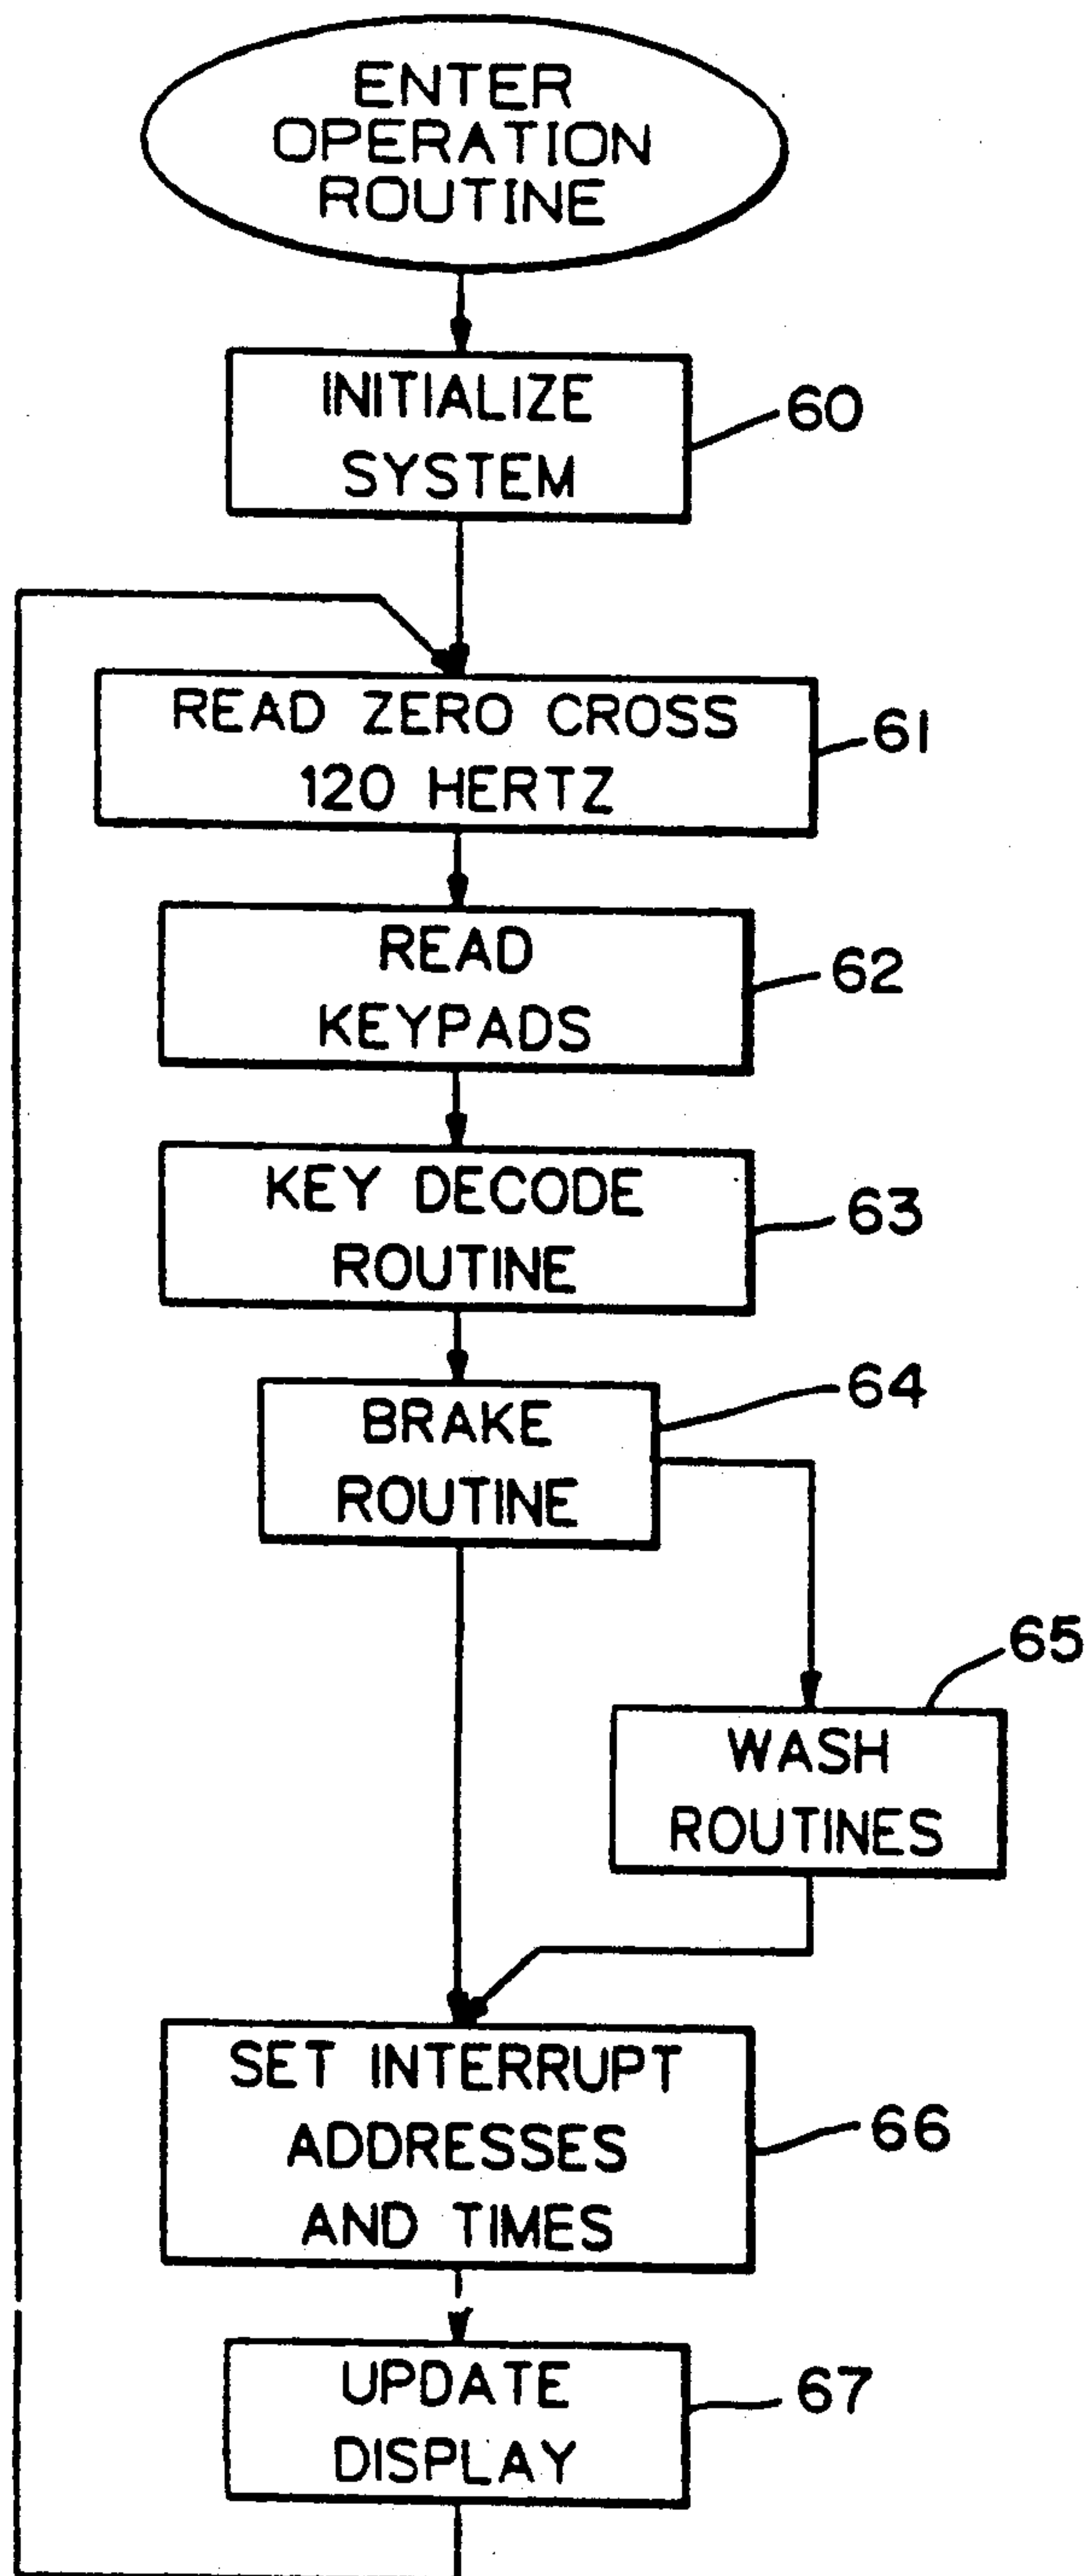 ENTER
OPERATION
ROUTINE
INITIALIZE
SYSTEM
60
READ ZERO CROSS
120 HERTZ
61
READ
KEYPADS
62
KEY DECODE
ROUTINE
63
BRAKE
ROUTINE
64
65
WASH
ROUTINES
SET INTERRUPT
ADDRESSES
AND TIMES
66
UPDATE
DISPLAY
67